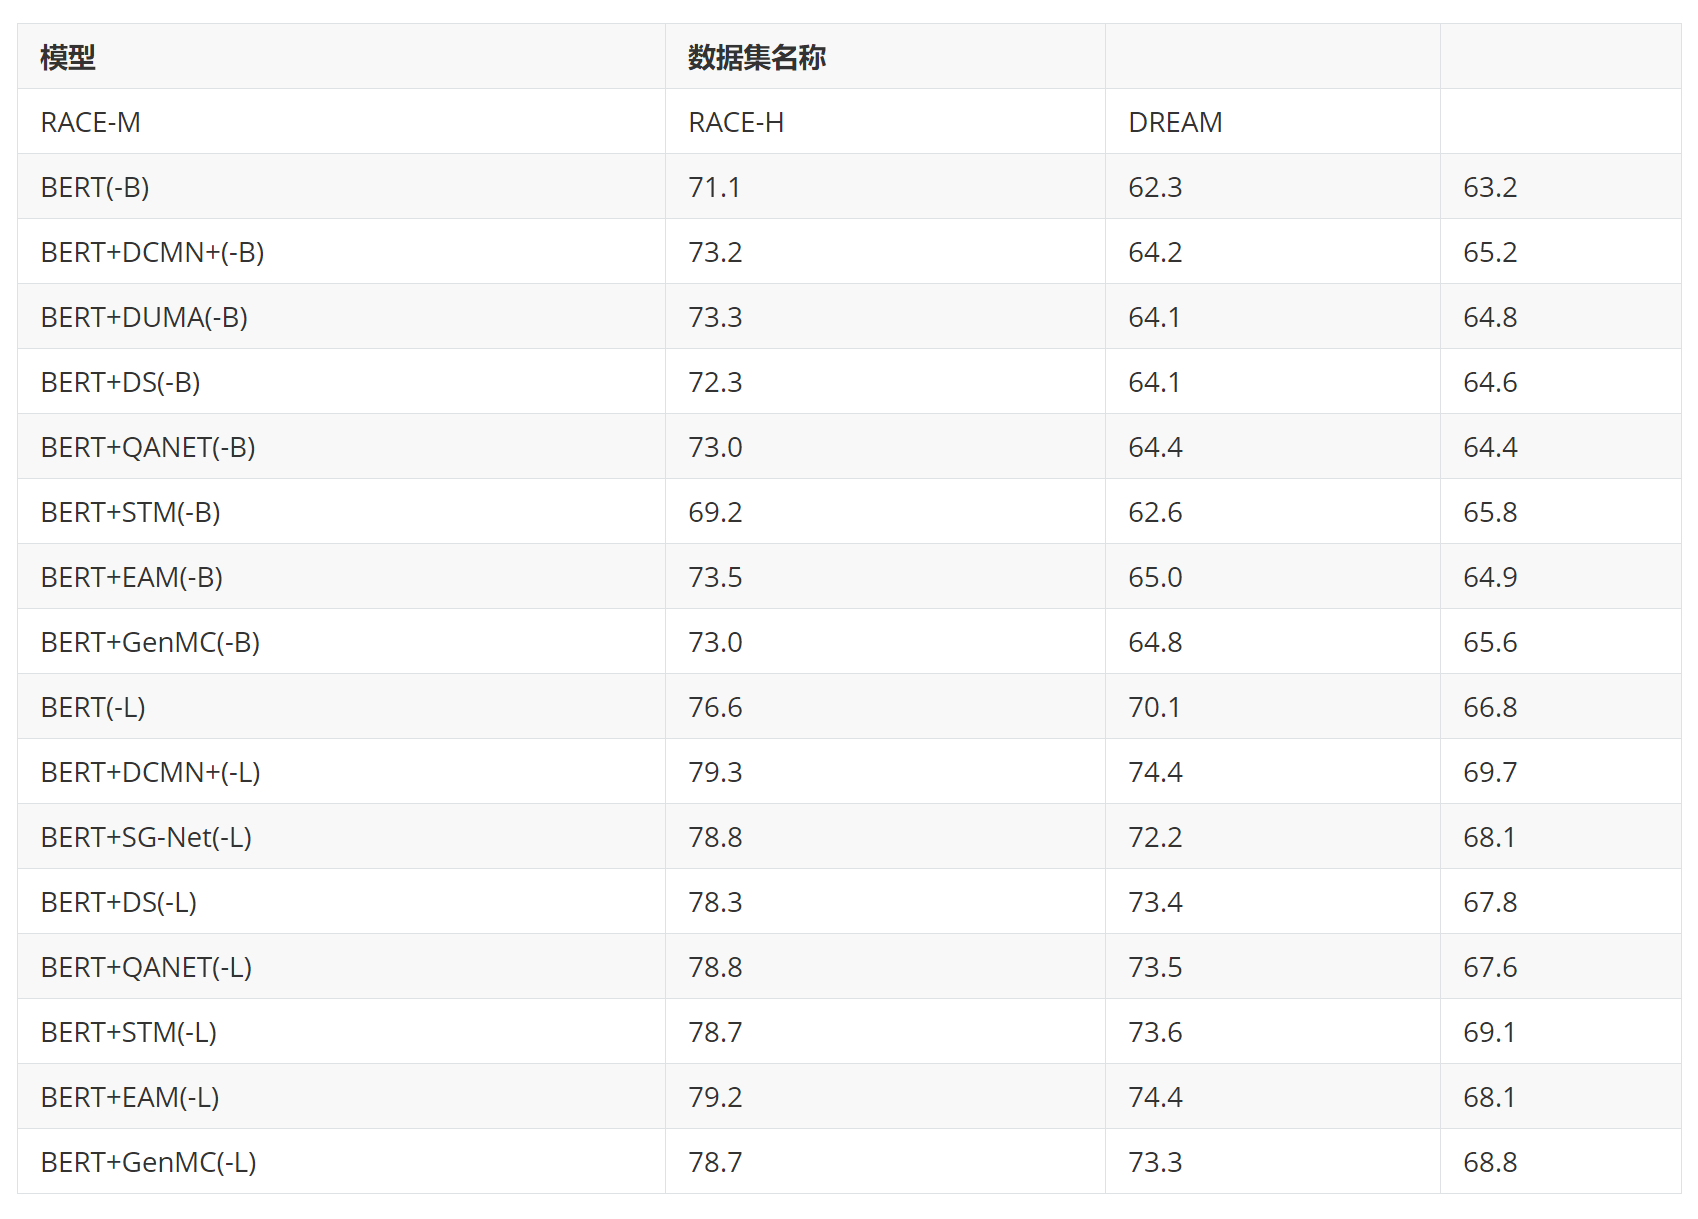 模型 数据集名称
RACE-M RACE-H DREAM
BERT(-B) 71.1 62.3 63.2
BERT+DCMN+(-B) 73.2 64.2 65.2
BERT+DUMA(-B) 73.3 64.1 64.8
BERT+DS(-B) 72.3 64.1 64.6
BERT+QANET(-B) 73.0 64.4 64.4
BERT+STM(-B) 69.2 62.6 65.8
BERT+EAM(-B) 73.5 65.0 64.9
BERT+GenMC(-B) 73.0 64.8 65.6
BERT(-L) 76.6 70.1 66.8
BERT+DCMN+(-L) 79.3 74.4 69.7
BERT+SG-Net(-L) 78.8 72.2 68.1
BERT+DS(-L) 78.3 73.4 67.8
BERT+QANET(-L) 78.8 73.5 67.6
BERT+STM(-L) 78.7 73.6 69.1
BERT+EAM(-L) 79.2 74.4 68.1
BERT+GenMC(-L) 78.7 73.3 68.8